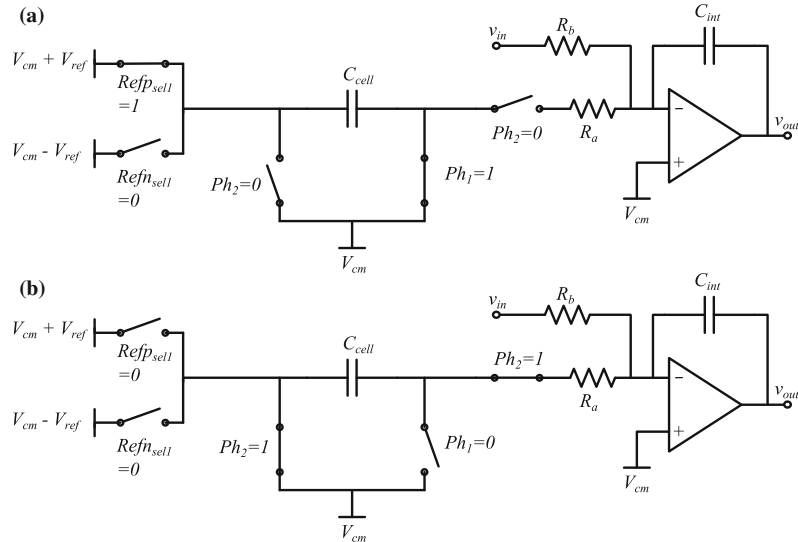 (a)
V_cm + V_ref
Refp_sel1
=1
V_cm - V_ref
Refn_sel1
=0
C_cell
Ph_2=0
Ph_1=1
V_cm
v_in
R_b
Ph_2=0
R_a
C_int
−
+
V_cm
v_out
(b)
V_cm + V_ref
Refp_sel1
=0
V_cm - V_ref
Refn_sel1
=0
C_cell
Ph_2=1
Ph_1=0
V_cm
v_in
R_b
Ph_2=1
R_a
C_int
−
+
V_cm
v_out